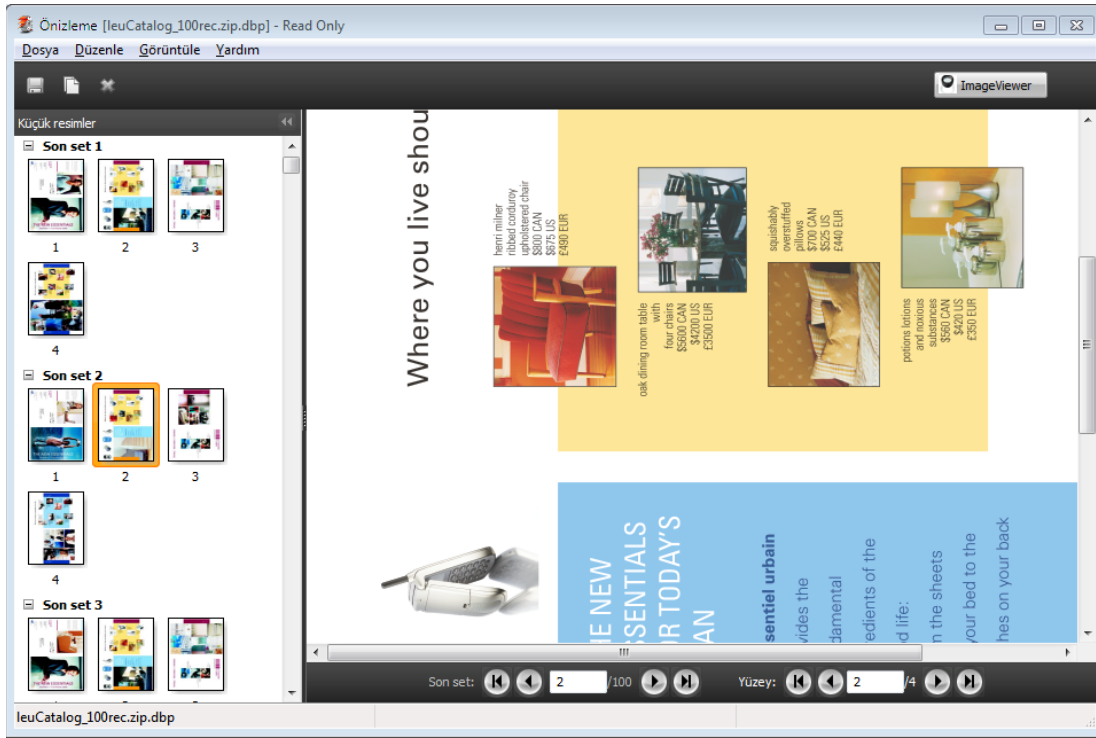 Önizleme [leuCatalog_100rec.zip.dbp] - Read Only
Dosya Düzenle Görüntüle Yardım
ImageViewer
Küçük resimler
Son set 1
1 2 3
4
Son set 2
1 2 3
4
Son set 3
Where you live shou
henri milner
ribbed corduroy
upholstered chair
$800 CAN
$675 US
£490 EUR
oak dining room table
with
four chairs
$5600 CAN
$4200 US
£3500 EUR
squishably
overstuffed
pillows
$700 CAN
$525 US
£440 EUR
potions lotions
and noxious
substances
$560 CAN
$420 US
£350 EUR
NEW
SSENTIALS
R TODAY'S
AN
sentiel urbain
vides the
damental
edients of the
d life:
the sheets
your bed to the
hes on your back
Son set: 2 /100 Yüzey: 2 /4
leuCatalog_100rec.zip.dbp